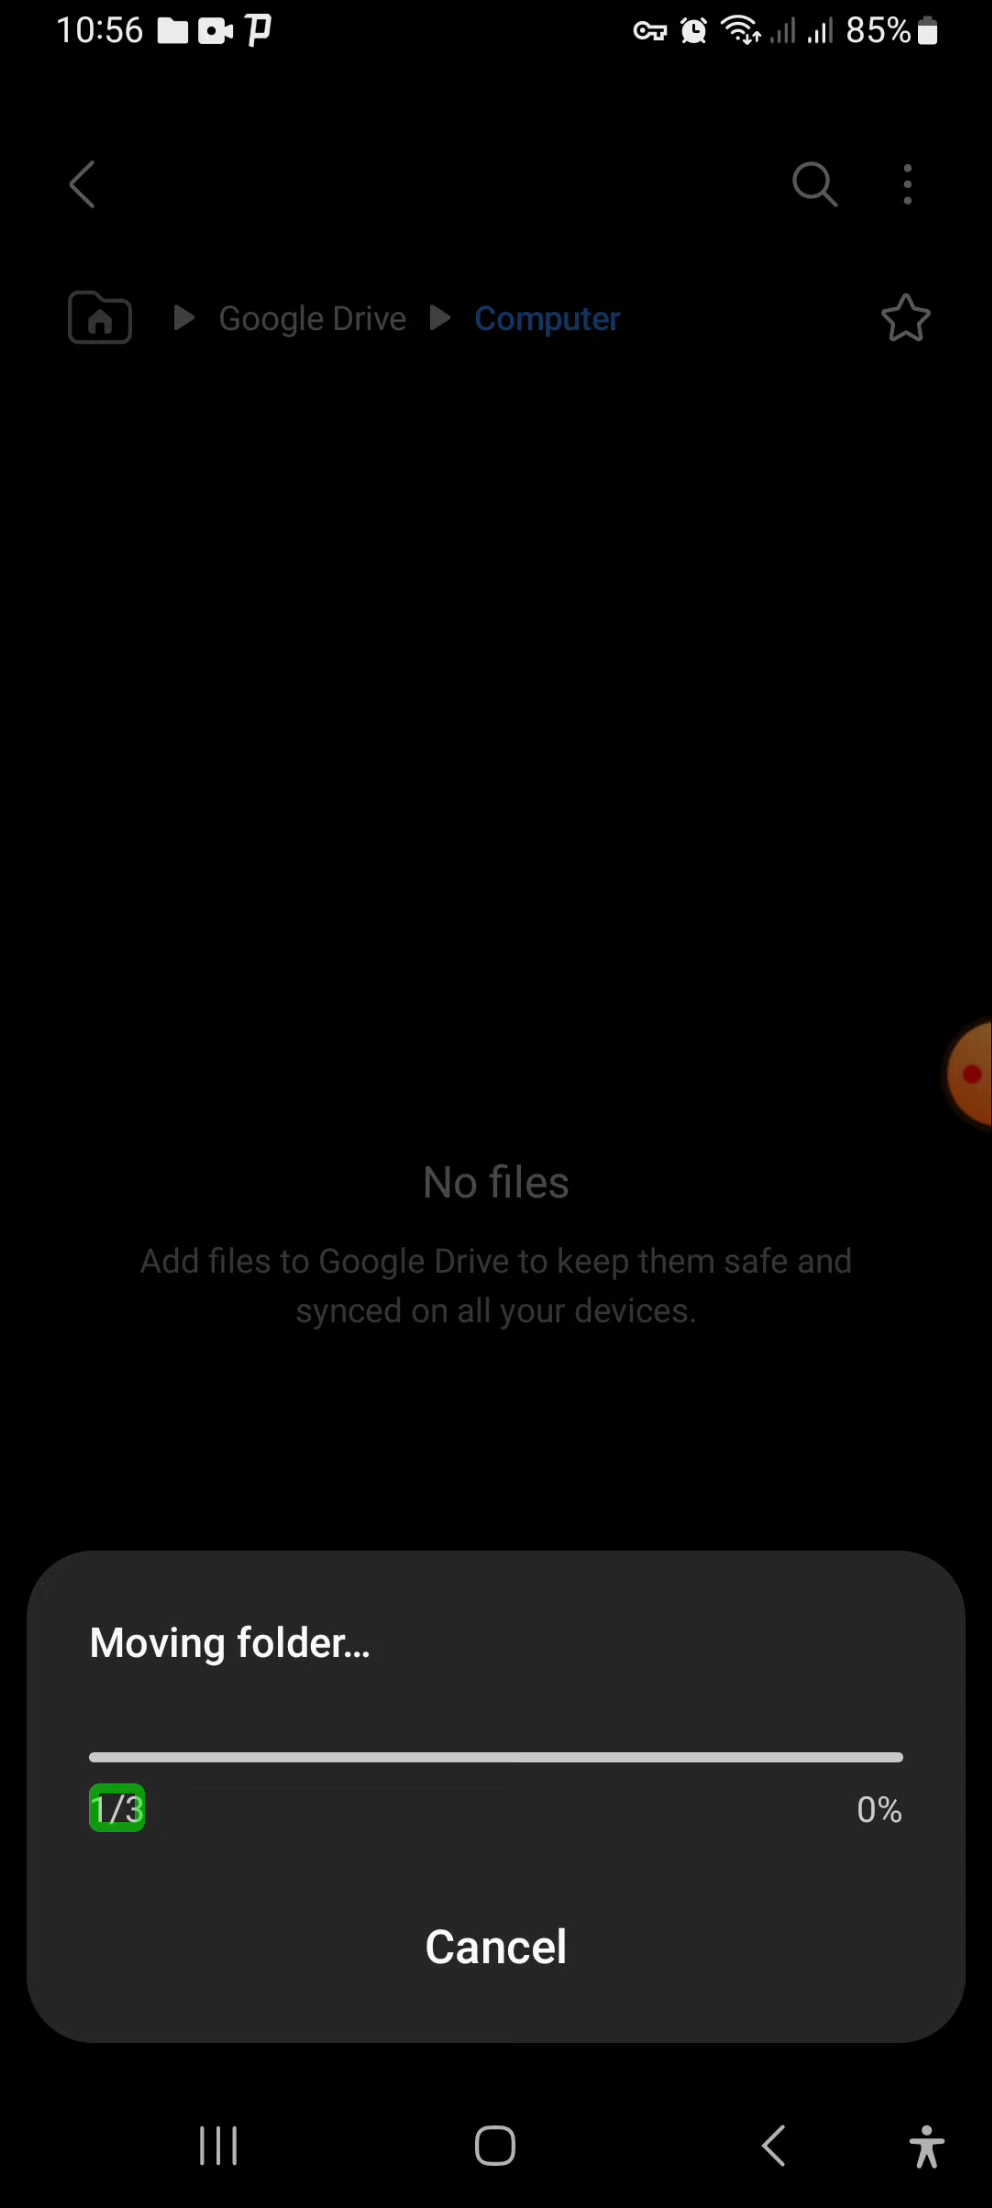 10:56
85%
Google Drive
Computer
No files
Add files to Google Drive to keep them safe and
synced on all your devices.
Moving folder...
1/3
0%
Cancel